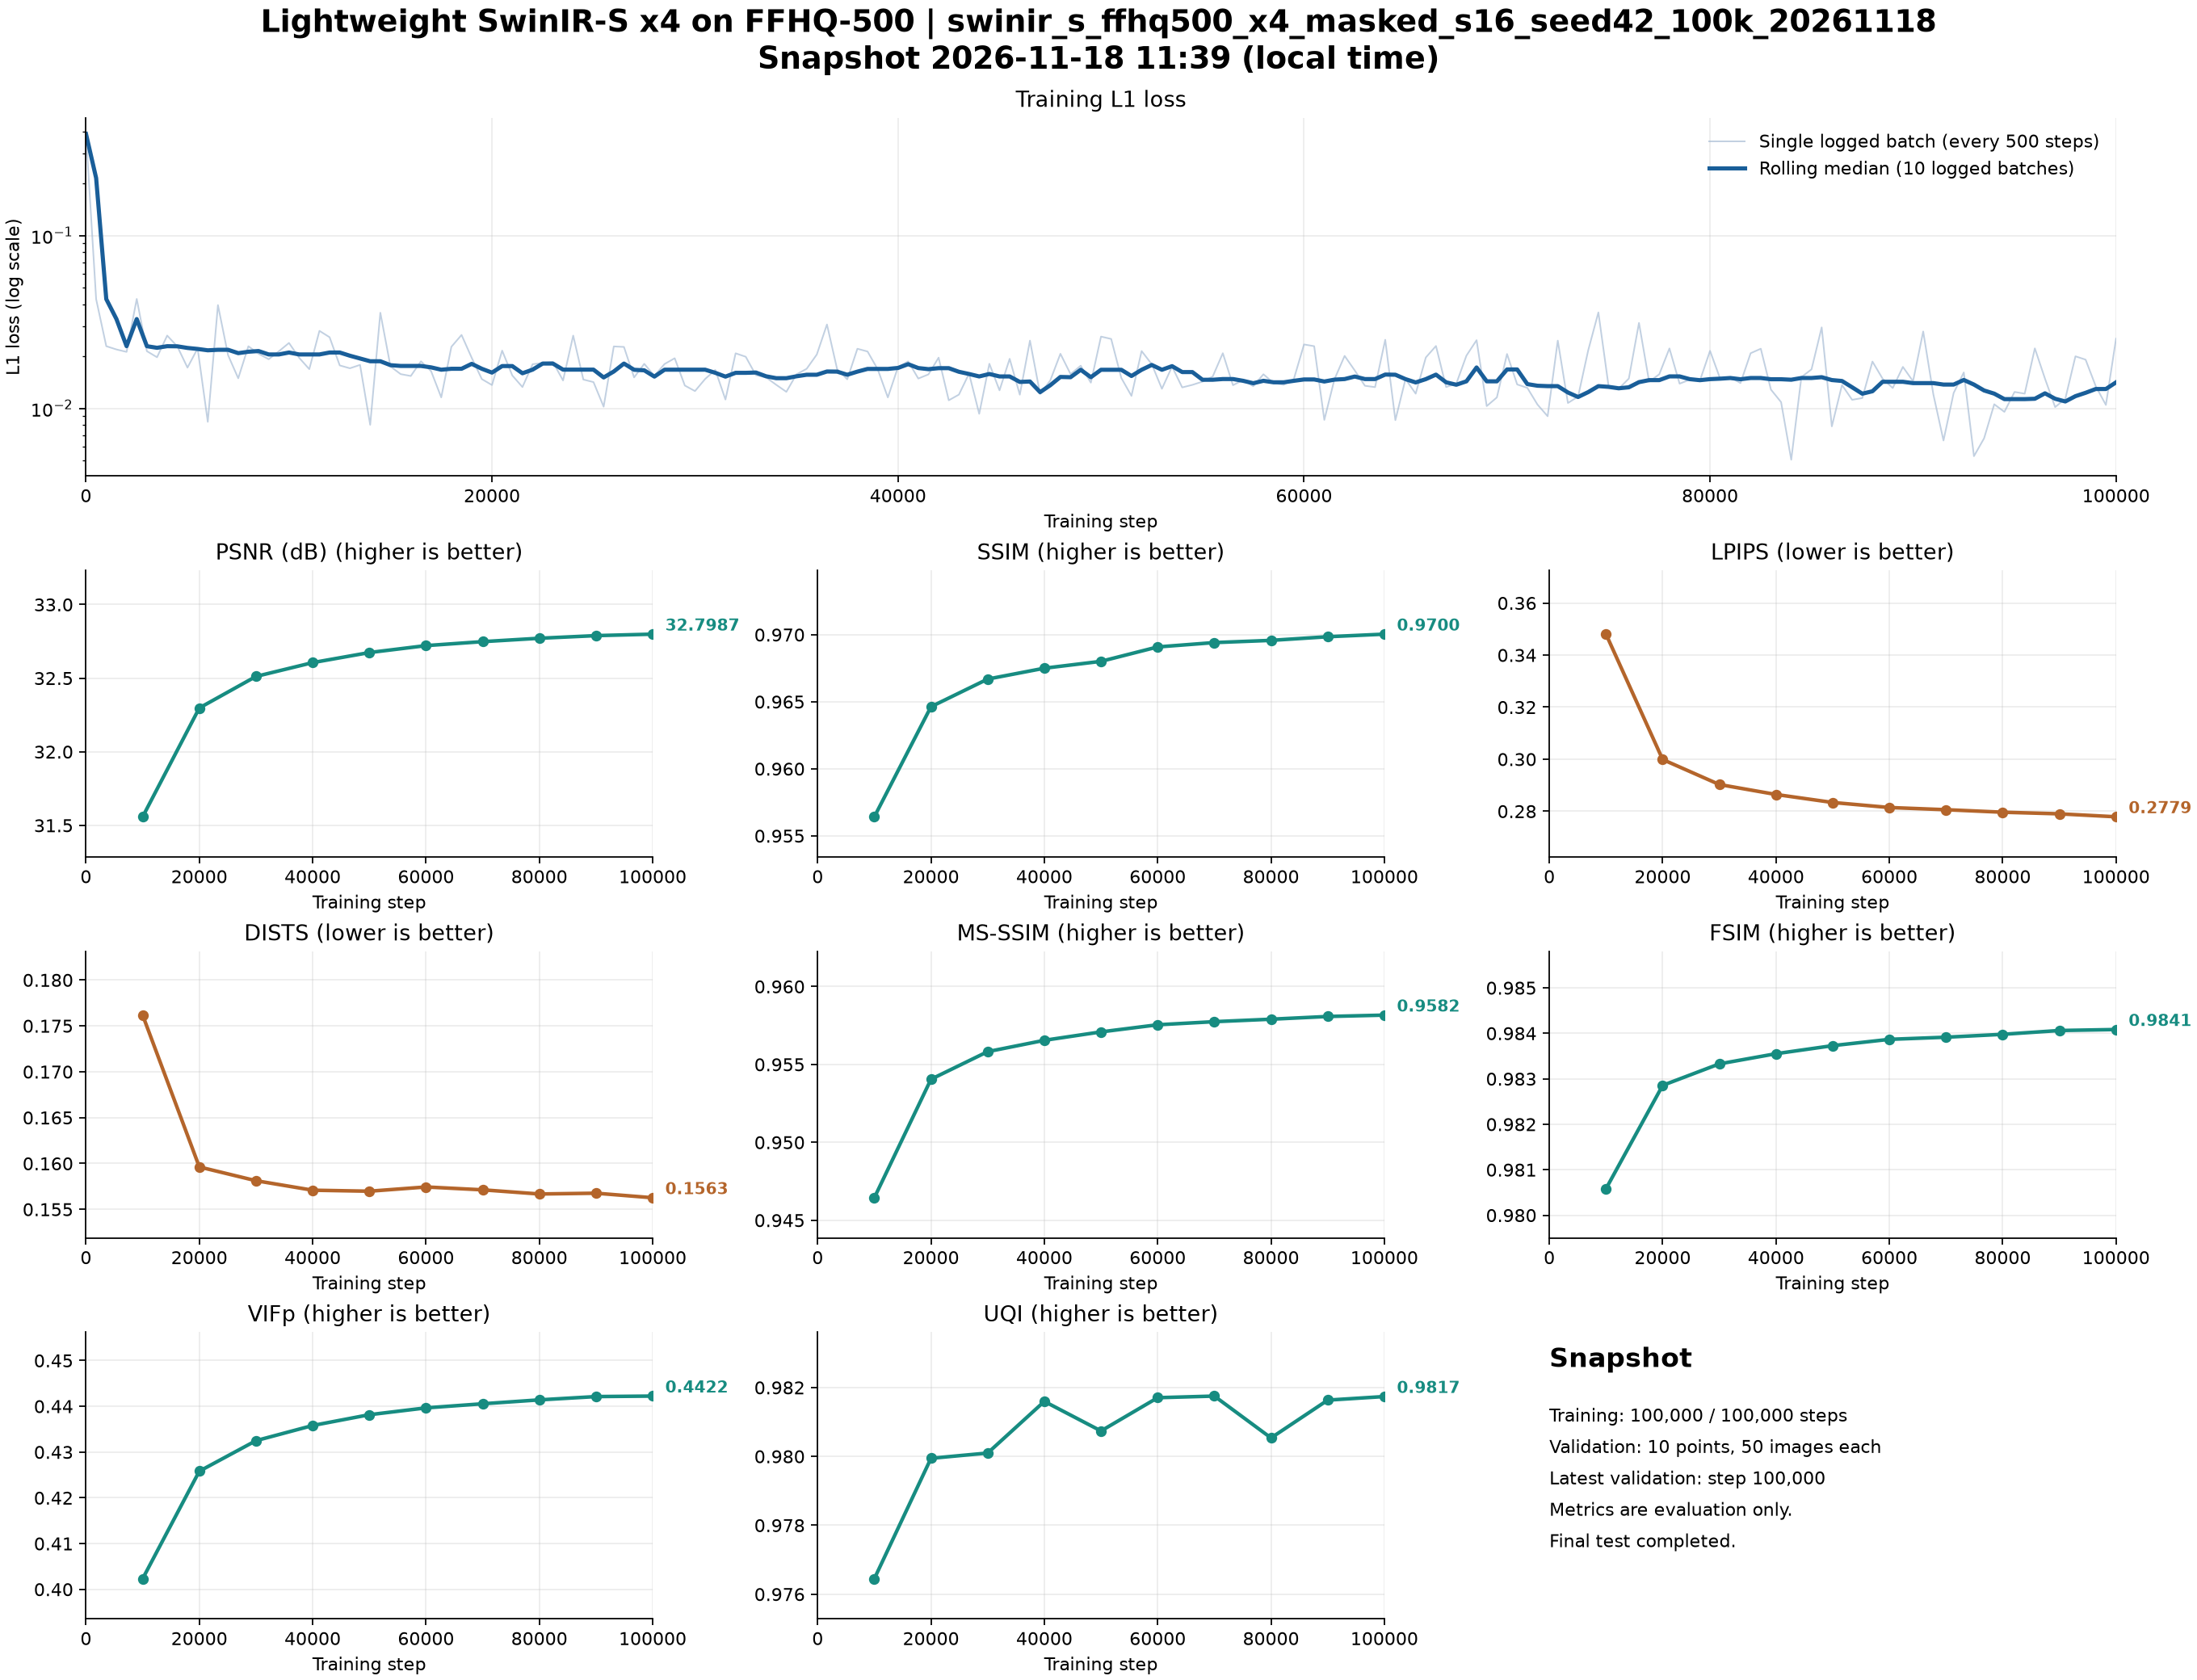 Lightweight SwinIR-S x4 on FFHQ-500 | swinir_s_ffhq500_x4_masked_s16_seed42_100k_20261118
Snapshot 2026-11-18 11:39 (local time)
Training L1 loss
Single logged batch (every 500 steps)
Rolling median (10 logged batches)
L1 loss (log scale)
10⁻¹
10⁻²
0 20000 40000 60000 80000 100000
Training step
PSNR (dB) (higher is better)
33.0
32.5
32.0
31.5
32.7987
0 20000 40000 60000 80000 100000
Training step
SSIM (higher is better)
0.970
0.965
0.960
0.955
0.9700
0 20000 40000 60000 80000 100000
Training step
LPIPS (lower is better)
0.36
0.34
0.32
0.30
0.28
0.2779
0 20000 40000 60000 80000 100000
Training step
DISTS (lower is better)
0.180
0.175
0.170
0.165
0.160
0.155
0.1563
0 20000 40000 60000 80000 100000
Training step
MS-SSIM (higher is better)
0.960
0.955
0.950
0.945
0.9582
0 20000 40000 60000 80000 100000
Training step
FSIM (higher is better)
0.985
0.984
0.983
0.982
0.981
0.980
0.9841
0 20000 40000 60000 80000 100000
Training step
VIFp (higher is better)
0.45
0.44
0.43
0.42
0.41
0.40
0.4422
0 20000 40000 60000 80000 100000
Training step
UQI (higher is better)
0.982
0.980
0.978
0.976
0.9817
0 20000 40000 60000 80000 100000
Training step
Snapshot
Training: 100,000 / 100,000 steps
Validation: 10 points, 50 images each
Latest validation: step 100,000
Metrics are evaluation only.
Final test completed.